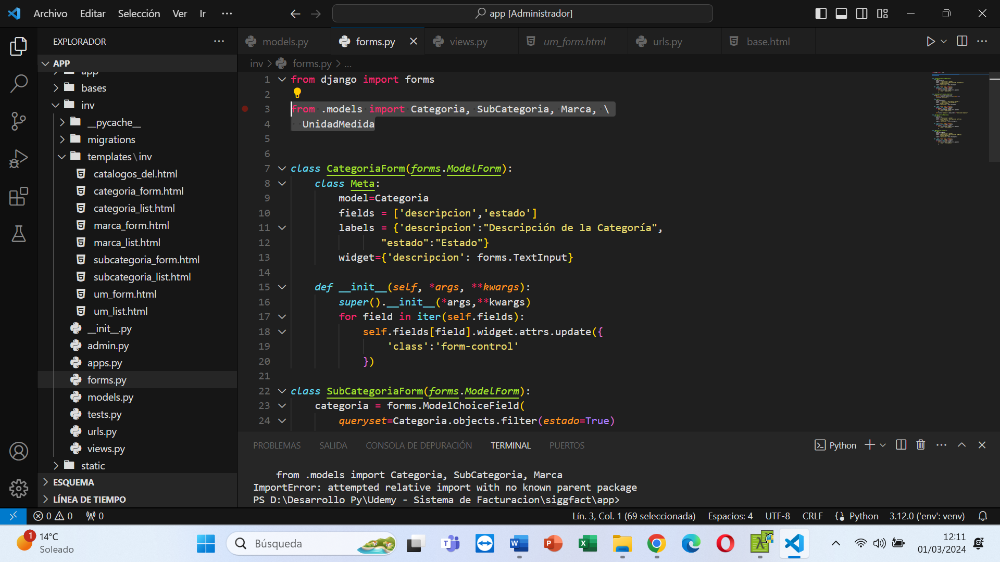 Archivo Editar Selección Ver Ir ···
app [Administrador]
EXPLORADOR ···
models.py
forms.py
views.py
um_form.html
urls.py
base.html
APP
app
bases
inv
__pycache__
migrations
templates\inv
catalogos_del.html
categoria_form.html
categoria_list.html
marca_form.html
marca_list.html
subcategoria_form.html
subcategoria_list.html
um_form.html
um_list.html
__init__.py
admin.py
apps.py
forms.py
models.py
tests.py
urls.py
views.py
static
ESQUEMA
LÍNEA DE TIEMPO
inv > forms.py > ...
1 from django import forms
2
3 from .models import Categoria, SubCategoria, Marca, \
4 UnidadMedida
5
6
7 class CategoriaForm(forms.ModelForm):
8 class Meta:
9 model=Categoria
10 fields = ['descripcion','estado']
11 labels = {'descripcion':"Descripción de la Categoría",
12 "estado":"Estado"}
13 widget={'descripcion': forms.TextInput}
14
15 def __init__(self, *args, **kwargs):
16 super().__init__(*args,**kwargs)
17 for field in iter(self.fields):
18 self.fields[field].widget.attrs.update({
19 'class':'form-control'
20 })
21
22 class SubCategoriaForm(forms.ModelForm):
23 categoria = forms.ModelChoiceField(
24 queryset=Categoria.objects.filter(estado=True)
PROBLEMAS SALIDA CONSOLA DE DEPURACIÓN TERMINAL PUERTOS
Python
from .models import Categoria, SubCategoria, Marca
ImportError: attempted relative import with no known parent package
PS D:\Desarrollo Py\Udemy - Sistema de Facturacion\siggfact\app>
0 0 0
Lín. 3, Col. 1 (69 seleccionada) Espacios: 4 UTF-8 CRLF Python 3.12.0 ('env': venv)
1
14°C
Soleado
Búsqueda
12:11
01/03/2024